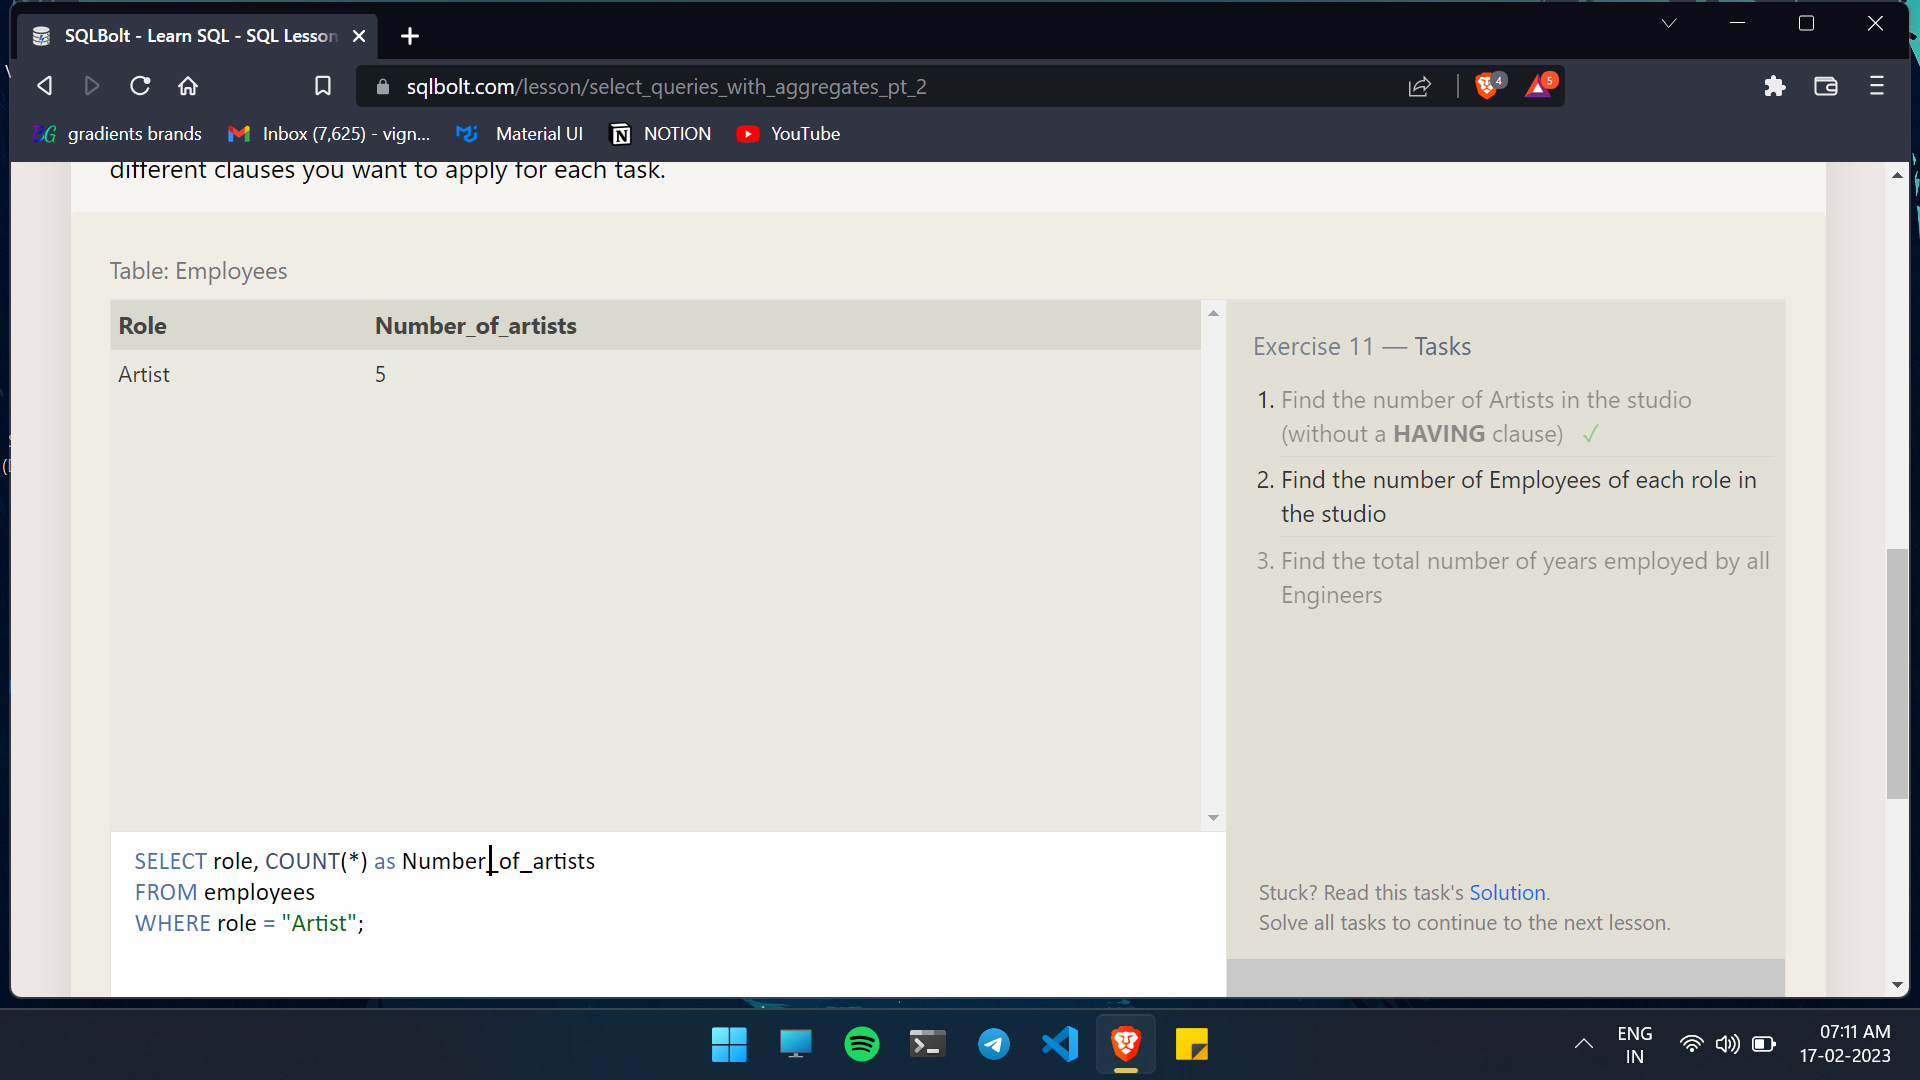 SQLBolt - Learn SQL - SQL Lesson
sqlbolt.com/lesson/select_queries_with_aggregates_pt_2
4
5
gradients brands
Inbox (7,625) - vign...
Material UI
NOTION
YouTube
different clauses you want to apply for each task.
Table: Employees
Role Number_of_artists
Artist 5
Exercise 11 — Tasks
1. Find the number of Artists in the studio
(without a HAVING clause) ✓
2. Find the number of Employees of each role in
the studio
3. Find the total number of years employed by all
Engineers
SELECT role, COUNT(*) as Number_of_artists
FROM employees
WHERE role = "Artist";
Stuck? Read this task's Solution.
Solve all tasks to continue to the next lesson.
ENG
IN
07:11 AM
17-02-2023